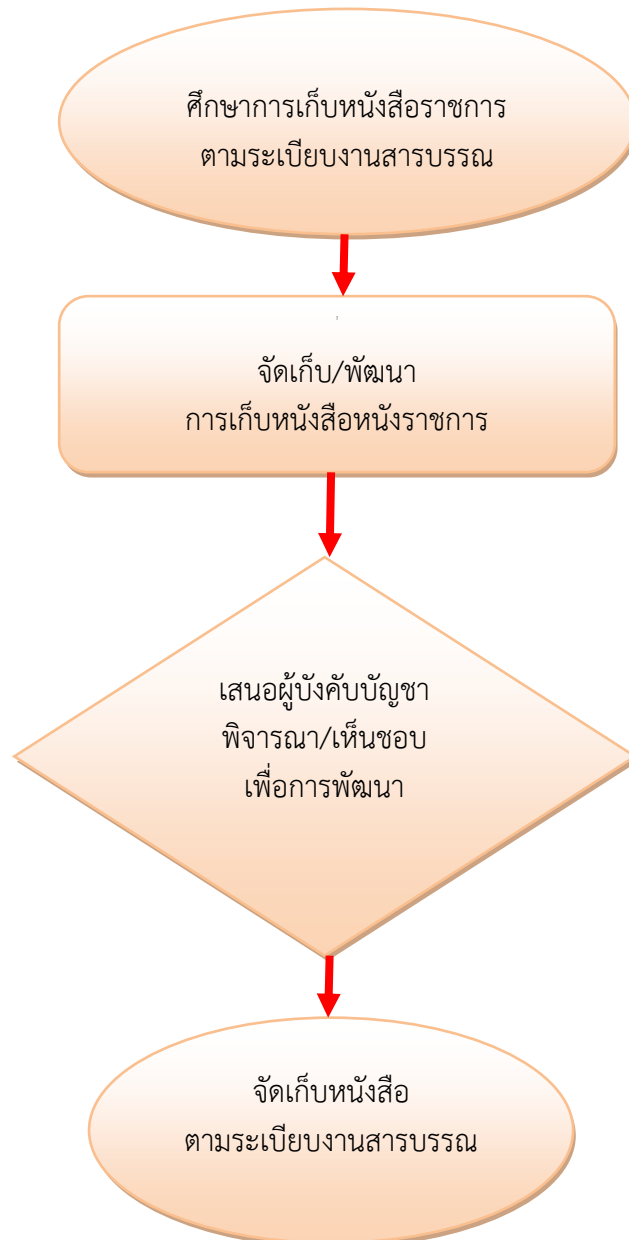 ศึกษาการเก็บหนังสือราชการ
ตามระเบียบงานสารบรรณ
จัดเก็บ/พัฒนา
การเก็บหนังสือหนังราชการ
เสนอผู้บังคับบัญชา
พิจารณา/เห็นชอบ
เพื่อการพัฒนา
จัดเก็บหนังสือ
ตามระเบียบงานสารบรรณ